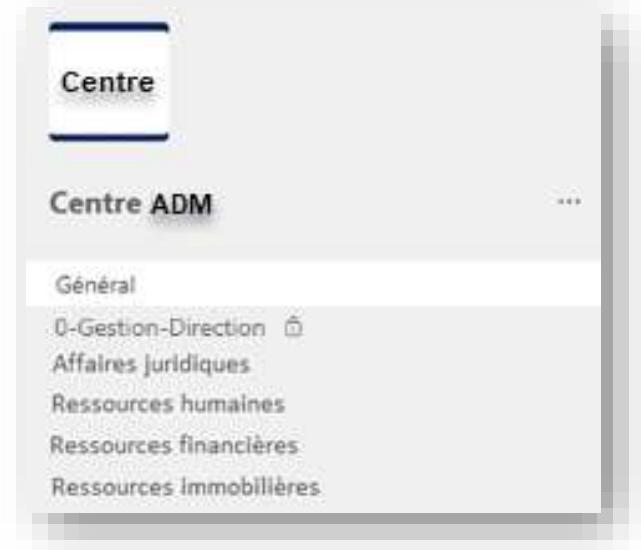 Centre
Centre ADM
...
Général
0-Gestion-Direction
Affaires juridiques
Ressources humaines
Ressources financières
Ressources immobilières